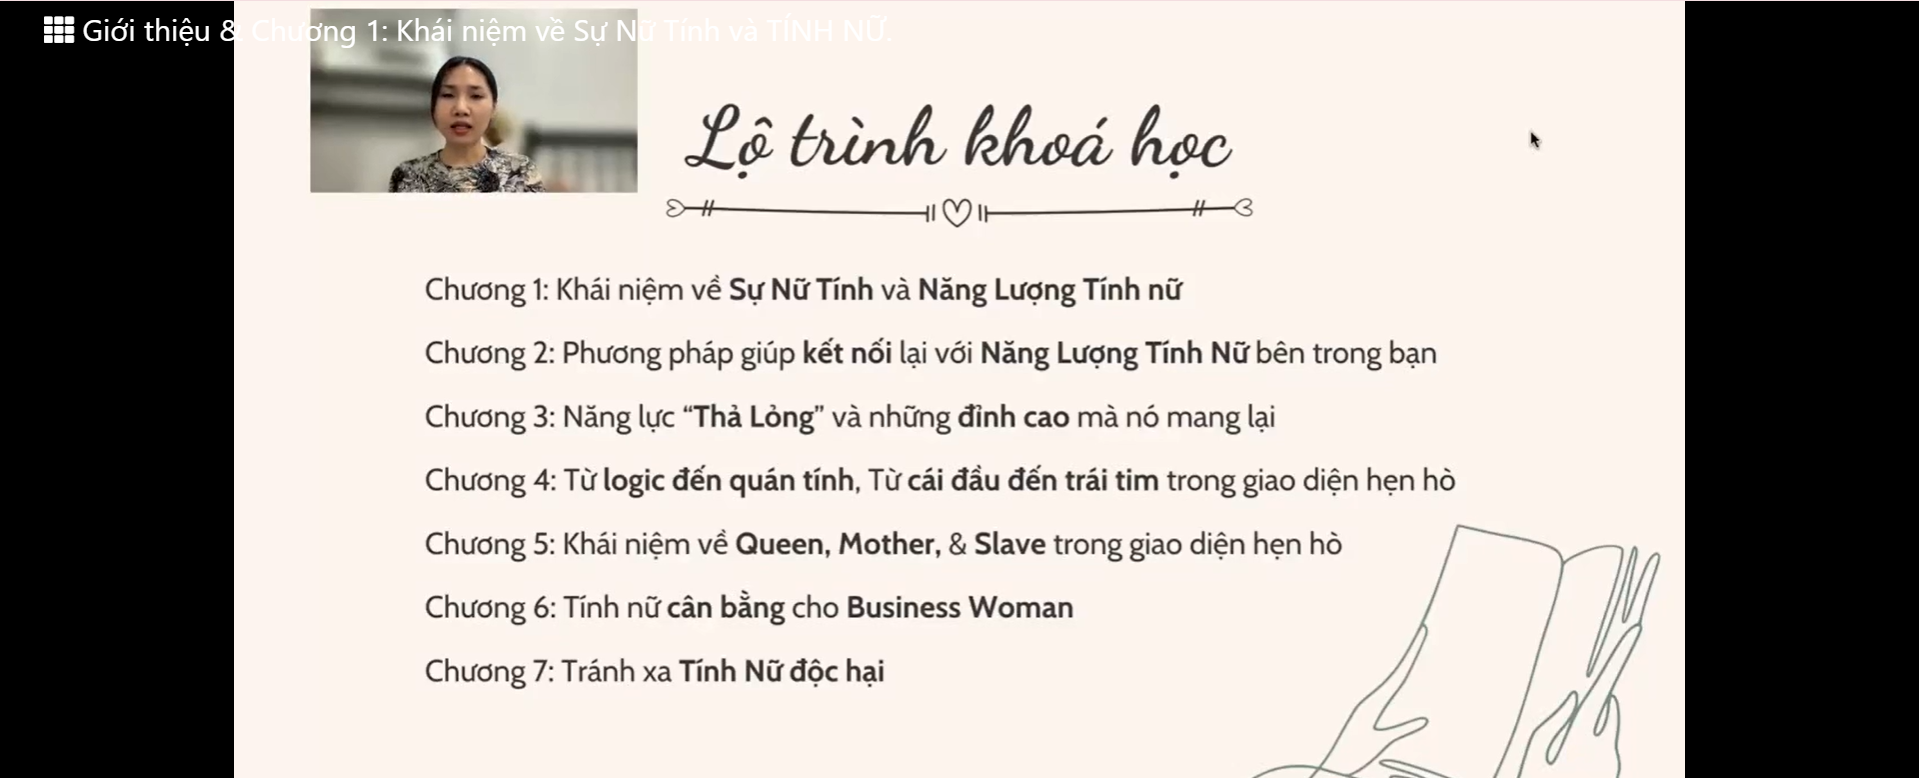 Giới thiệu & Chương 1: Khái niệm về Sự Nữ Tính và TÍNH NỮ.
Lộ trình khoá học
Chương 1: Khái niệm về Sự Nữ Tính và Năng Lượng Tính nữ
Chương 2: Phương pháp giúp kết nối lại với Năng Lượng Tính Nữ bên trong bạn
Chương 3: Năng lực “Thả Lỏng” và những đỉnh cao mà nó mang lại
Chương 4: Từ logic đến quán tính, Từ cái đầu đến trái tim trong giao diện hẹn hò
Chương 5: Khái niệm về Queen, Mother, & Slave trong giao diện hẹn hò
Chương 6: Tính nữ cân bằng cho Business Woman
Chương 7: Tránh xa Tính Nữ độc hại